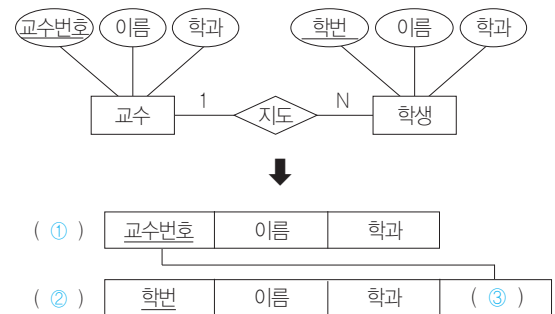 교수번호 이름 학과 학번 이름 학과
교수 1 지도 N 학생
( ① ) 교수번호 이름 학과
( ② ) 학번 이름 학과 ( ③ )